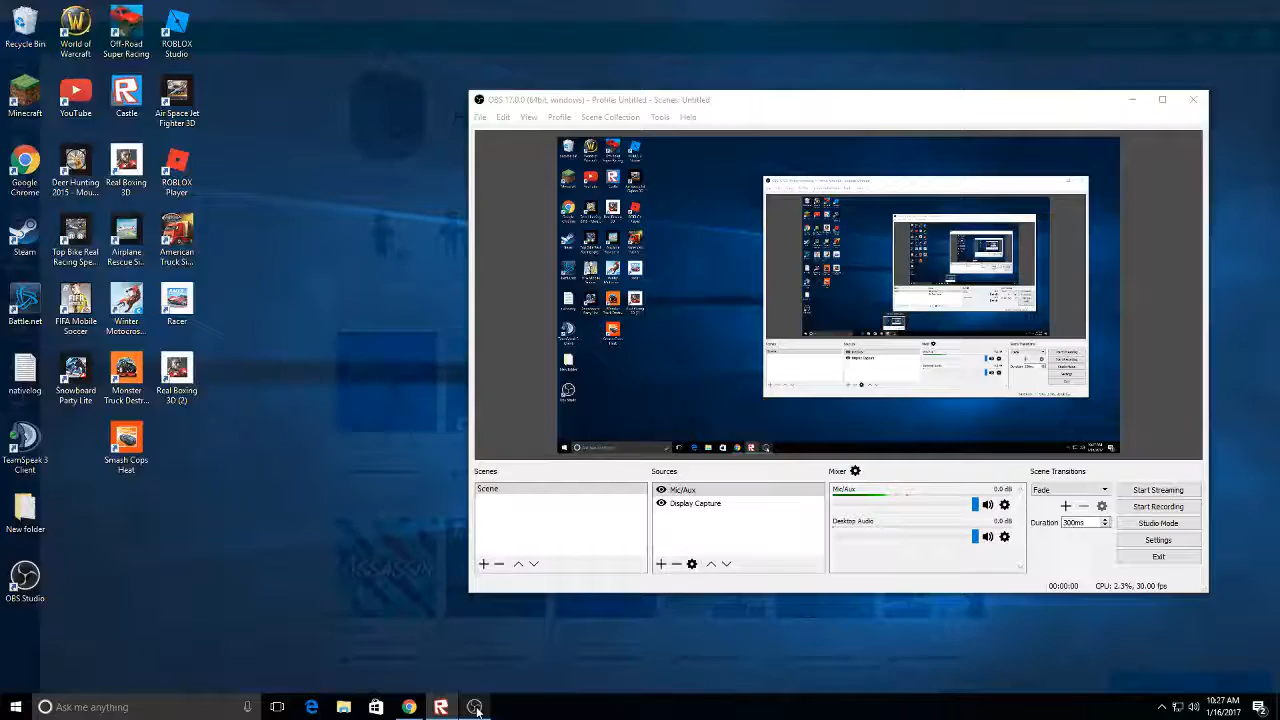 Recycle Bin
World of Warcraft
Off-Road Super Racing
ROBLOX Studio
Minecraft
YouTube
Castle
Air Space Jet Fighter 3D
Google Chrome
Deer Hunter 2015 - Mou...
Real Boxing 3D
ROBLOX Player
Steam
Top Bike Reel Racing Spe...
Airplane Rescue Si...
American Truck Si...
Battle.net
FIFA Mobile Soccer
Winter Motocros...
Racer
nativelog
Snowboard Party Lite
Monster Truck Destr...
Real Boxing 3D (2)
TeamSpeak 3 Client
Smash Cops Heat
New folder
OBS Studio
OBS 17.0.0 (64bit, windows) - Profile: Untitled - Scenes: Untitled
File Edit View Profile Scene Collection Tools Help
Scenes
Scene
Sources
Mic/Aux
Display Capture
Mixer
Mic/Aux 0.0 dB
Desktop Audio 0.0 dB
Scene Transitions
Fade
Duration 300ms
Start Streaming
Start Recording
Studio Mode
Settings
Exit
00:00:00 CPU: 2.3%, 30.00 fps
Ask me anything
10:27 AM
1/16/2017